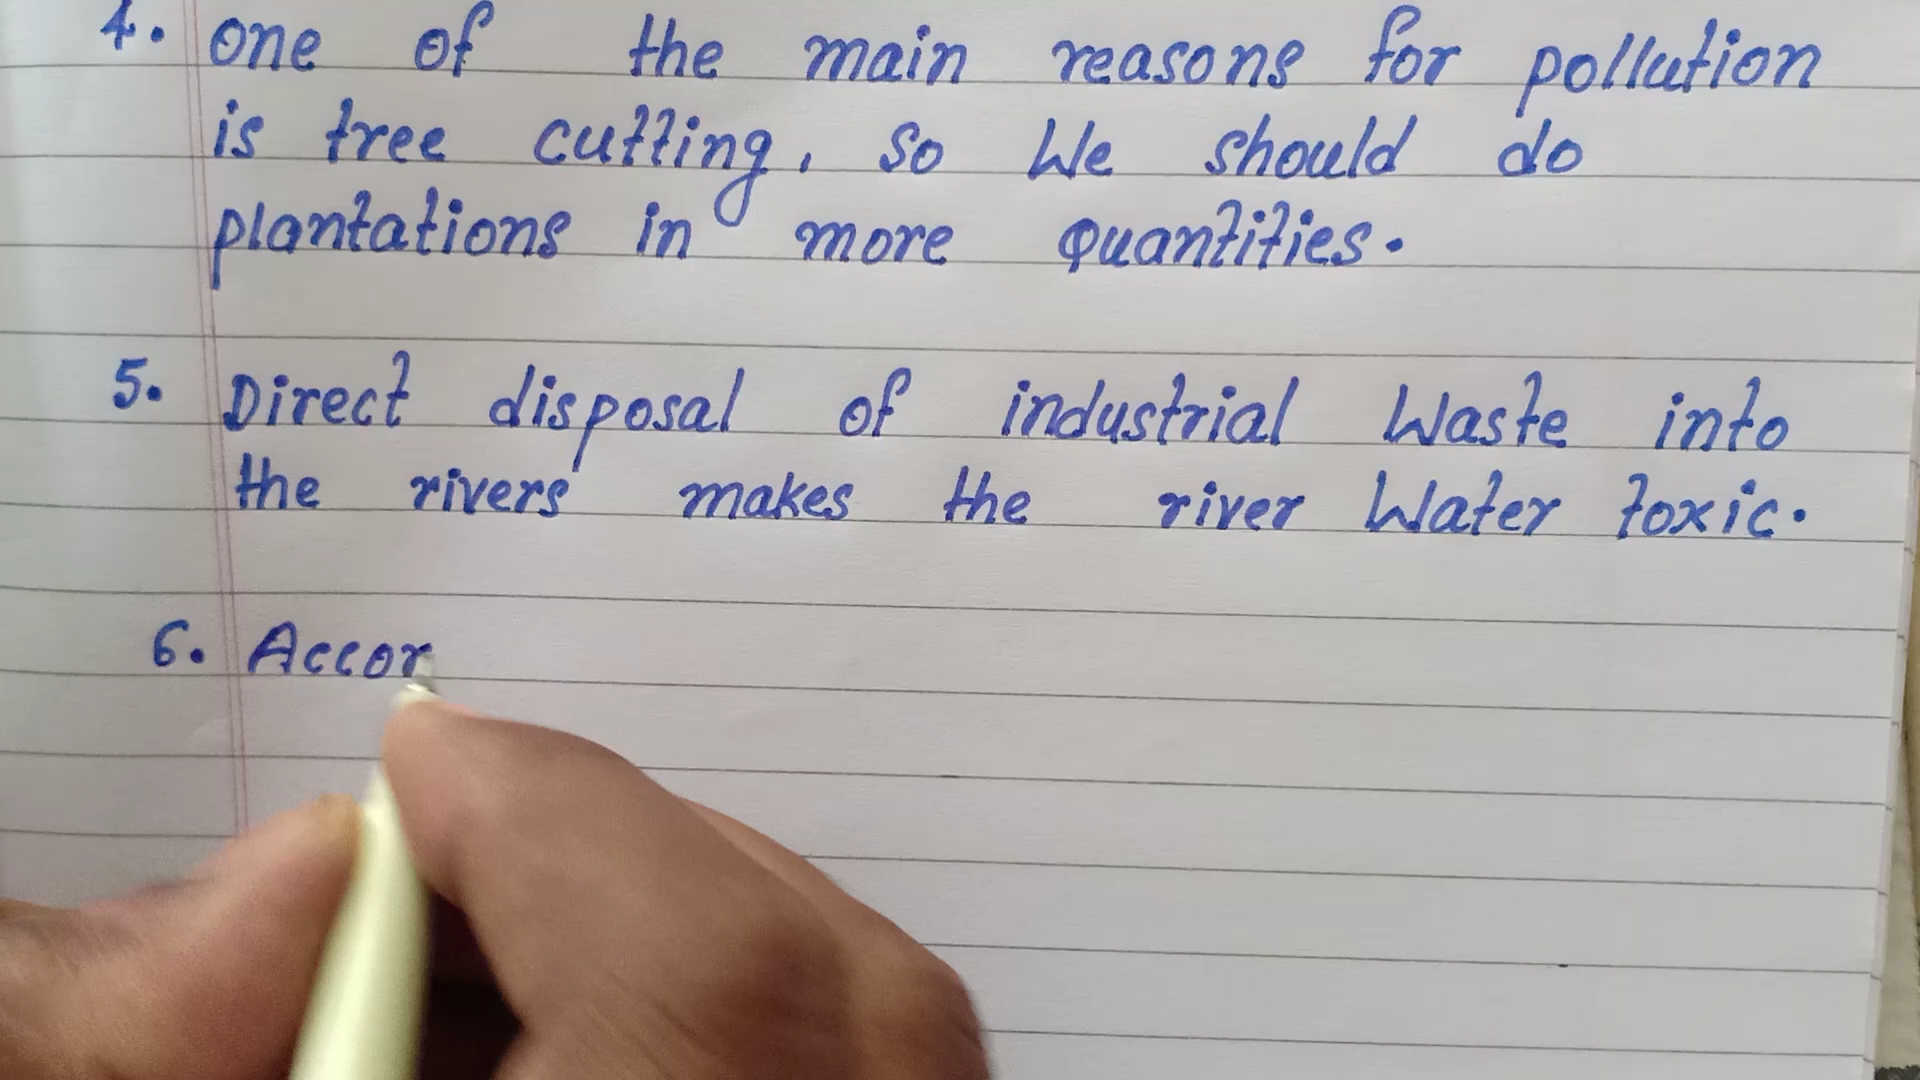 4. one of the main reasons for pollution
is tree cutting, so We should do
plantations in more Quantities.
5. Direct disposal of industrial Waste into
the rivers makes the river Water toxic.
6. Accor